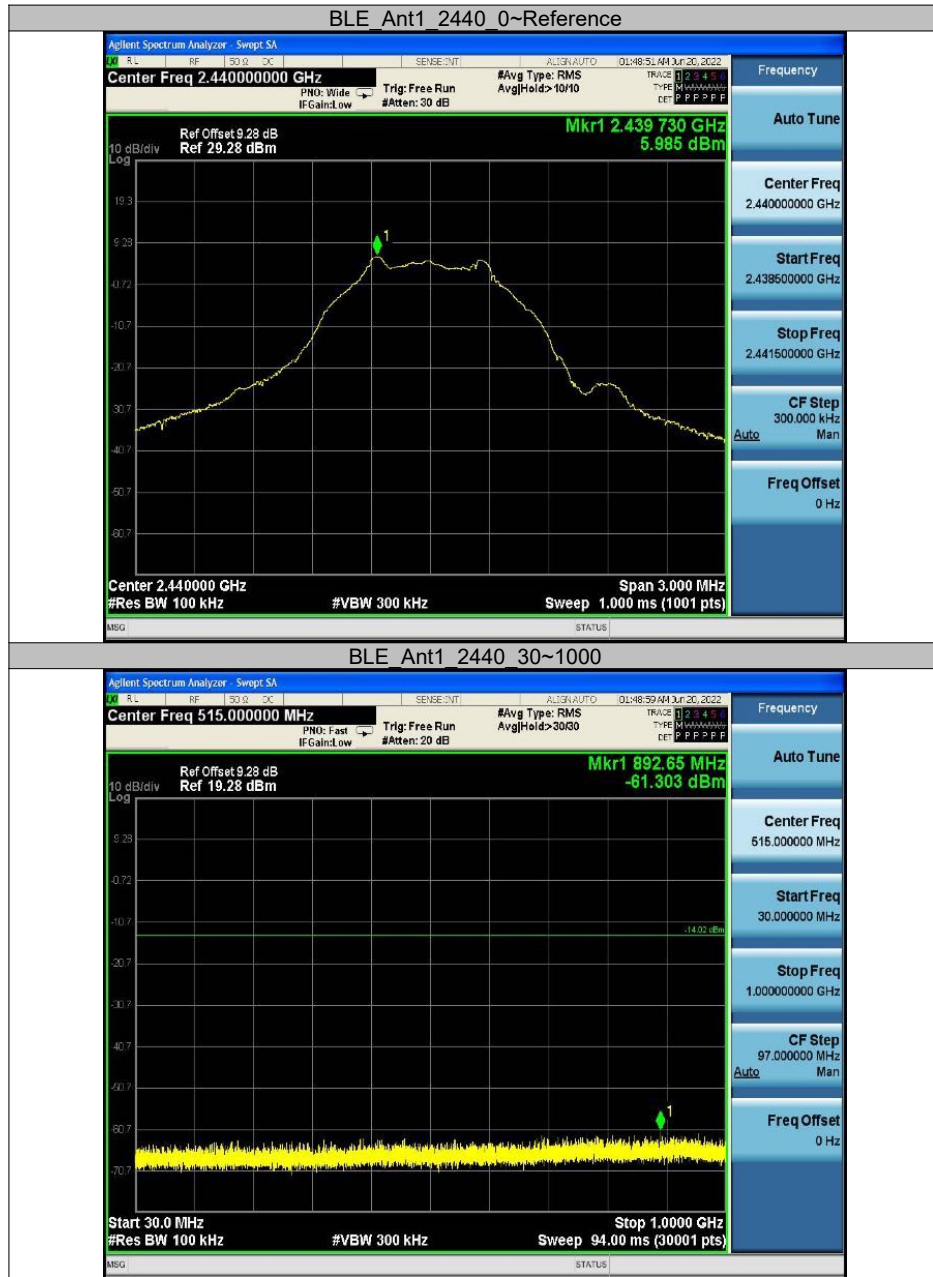 BLE_Ant1_2440_0~Reference
Agilent Spectrum Analyzer - Swept SA
RL RF 50 Ω DC SENSE:INT ALIGNAUTO 01:48:51 AM Jun 20, 2022
Center Freq 2.440000000 GHz
PNO: Wide
IFGain:Low
Trig: Free Run
#Atten: 30 dB
#Avg Type: RMS
Avg|Hold:>10/10
TRACE 1 2 3 4 5 6
TYPE M
DET P P P P P P
Frequency
Mkr1 2.439 730 GHz
5.985 dBm
Ref Offset 9.28 dB
Ref 29.28 dBm
10 dB/div
Log
19.3
9.28
-0.72
-10.7
-20.7
-30.7
-40.7
-50.7
-60.7
1
Auto Tune
Center Freq
2.440000000 GHz
Start Freq
2.438500000 GHz
Stop Freq
2.441500000 GHz
CF Step
300.000 kHz
Auto Man
Freq Offset
0 Hz
Center 2.440000 GHz Span 3.000 MHz
#Res BW 100 kHz #VBW 300 kHz Sweep 1.000 ms (1001 pts)
MSG STATUS
BLE_Ant1_2440_30~1000
Agilent Spectrum Analyzer - Swept SA
RL RF 50 Ω DC SENSE:INT ALIGNAUTO 01:48:59 AM Jun 20, 2022
Center Freq 515.000000 MHz
PNO: Fast
IFGain:Low
Trig: Free Run
#Atten: 20 dB
#Avg Type: RMS
Avg|Hold:>30/30
TRACE 1 2 3 4 5 6
TYPE M
DET P P P P P P
Frequency
Mkr1 892.65 MHz
-61.303 dBm
Ref Offset 9.28 dB
Ref 19.28 dBm
10 dB/div
Log
9.28
-0.72
-10.7
-20.7
-30.7
-40.7
-50.7
-60.7
-70.7
-14.02 dBm
1
Auto Tune
Center Freq
515.000000 MHz
Start Freq
30.000000 MHz
Stop Freq
1.000000000 GHz
CF Step
97.000000 MHz
Auto Man
Freq Offset
0 Hz
Start 30.0 MHz Stop 1.0000 GHz
#Res BW 100 kHz #VBW 300 kHz Sweep 94.00 ms (30001 pts)
MSG STATUS